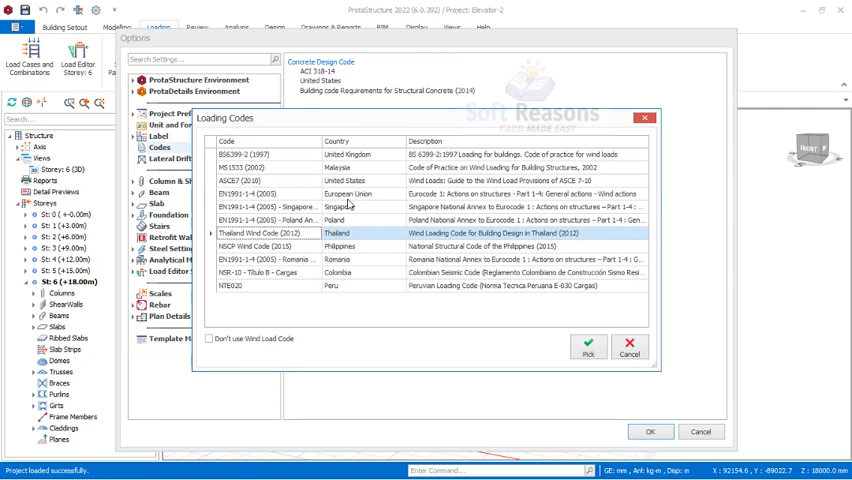 ProtaStructure 2022 (6.0.392) / Project: Elevator-2
Building Setout Modelling Loading Review Analysis Design Drawings & Reports BIM Display Settings
Load Cases and Combinations
Load Editor Storey: 6
Options
Search Settings...
ProtaStructure Environment
ProtaDetails Environment
Project Pref
Unit and For
Label
Codes
Lateral Drift
Column & S
Beam
Slab
Foundation
Stairs
Retrofit Wal
Steel Setting
Analytical M
Load Editor S
Scales
Rebar
Plan Details
Template M
Concrete Design Code
ACI 318-14
United States
Building code Requirements for Structural Concrete (2014)
Soft Reasons
CADD MADE EASY
Loading Codes
Code Country Description
BS6399-2 (1997) United Kingdom BS 6399-2:1997 Loading for buildings. Code of practice for wind loads
MS1533 (2002) Malaysia Code of Practice on Wind Loading for Building Structures, 2002
ASCE7 (2010) United States Wind Loads: Guide to the Wind Load Provisions of ASCE 7-10
EN1991-1-4 (2005) European Union Eurocode 1: Actions on structures - Part 1-4: General actions - Wind actions
EN1991-1-4 (2005) - Singapore... Singapore Singapore National Annex to Eurocode 1 : Actions on structures – Part 1-4 : ...
EN1991-1-4 (2005) - Poland An... Poland Poland National Annex to Eurocode 1 : Actions on structures – Part 1-4 : Gene...
Thailand Wind Code (2012) Thailand Wind Loading Code for Building Design in Thailand (2012)
NSCP Wind Code (2015) Philippines National Structural Code of the Philippines (2015)
EN1991-1-4 (2005) - Romania ... Romania Romania National Annex to Eurocode 1 : Actions on structures – Part 1-4 : G...
NSR-10 - Título B - Cargas Colombia Colombian Seismic Code (Reglamento Colombiano de Construcción Sismo Resi...
NTE020 Peru Peruvian Loading Code (Norma Tecnica Peruana E-030 Cargas)
Don't use Wind Load Code
Pick
Cancel
OK
Cancel
Search...
Structure
Axis
Views
Storey: 6 (3D)
Reports
Detail Previews
Storeys
St: 0 ( + 0.00m)
St: 1 ( +3.00m)
St: 2 ( +6.00m)
St: 3 ( +9.00m)
St: 4 ( +12.00m)
St: 5 ( +15.00m)
St: 6 (+18.00m)
Columns
ShearWalls
Beams
Slabs
Ribbed Slabs
Slab Strips
Domes
Trusses
Braces
Purlins
Girts
Frame Members
Claddings
Planes
FRONT
Project loaded successfully.
Enter Command...
GE: mm , Anl: kg-m , Disp: m
X : 92154.6 Y : -89022.7 Z : 18000.0 mm